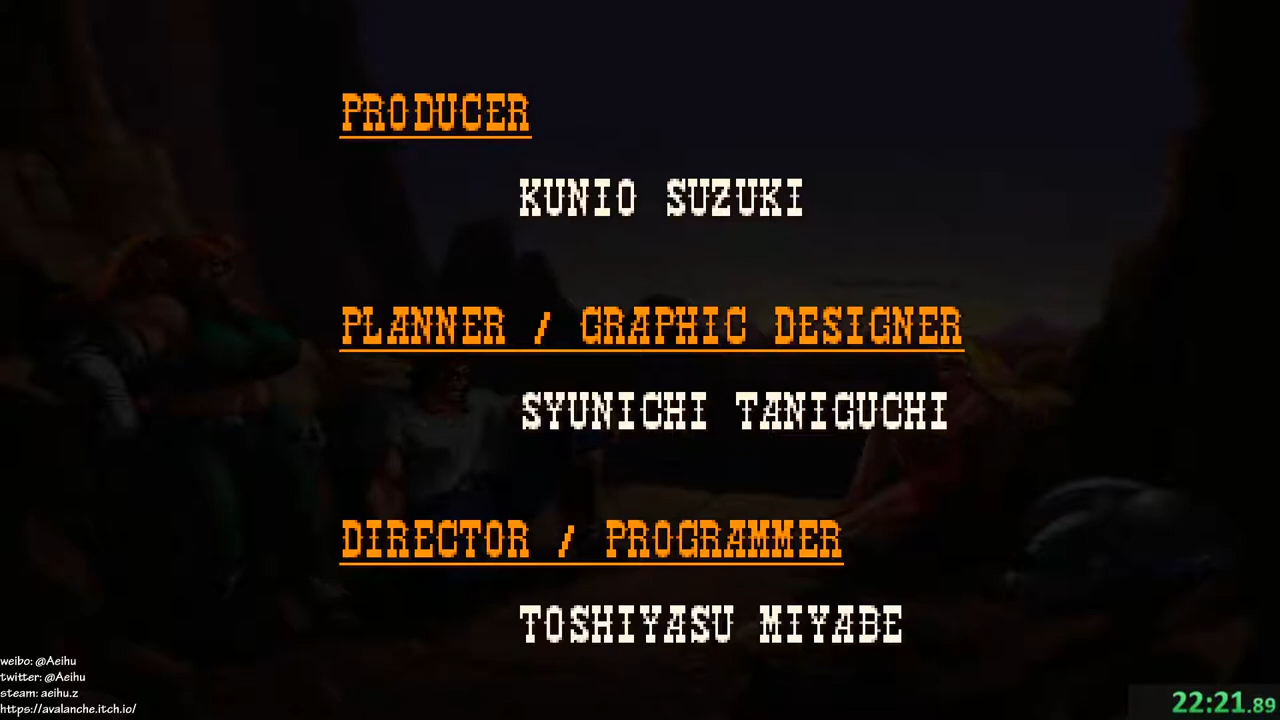 PRODUCER
KUNIO SUZUKI
PLANNER / GRAPHIC DESIGNER
SYUNICHI TANIGUCHI
DIRECTOR / PROGRAMMER
TOSHIYASU MIYABE
weibo: @Aeihu
twitter: @Aeihu
steam: aeihu.z
https://avalanche.itch.io/
22:21.89